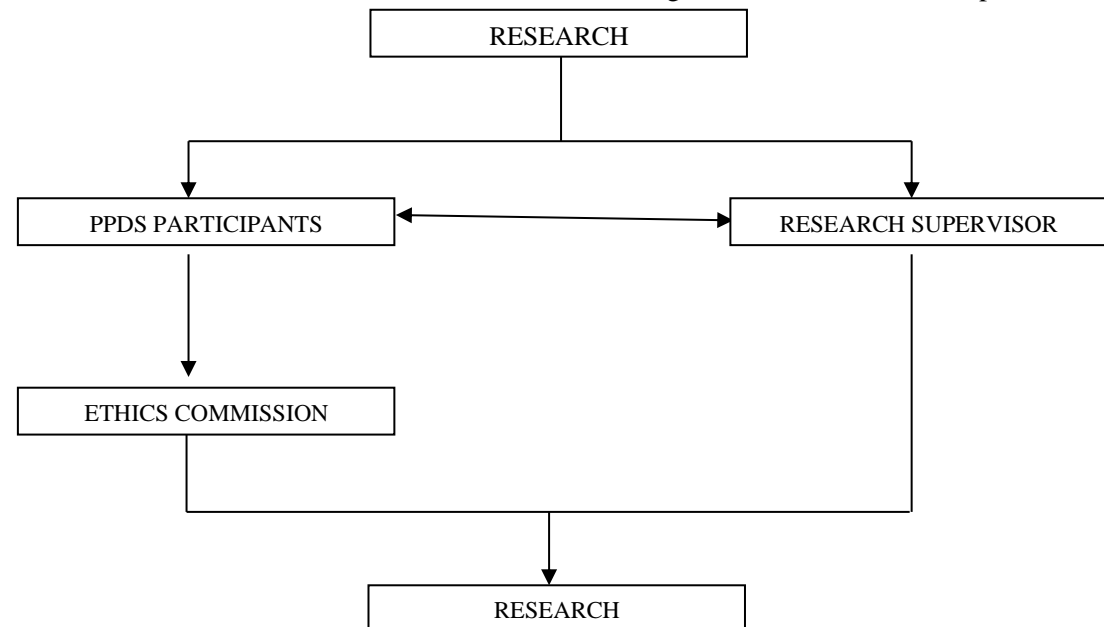 RESEARCH
PPDS PARTICIPANTS
RESEARCH SUPERVISOR
ETHICS COMMISSION
RESEARCH